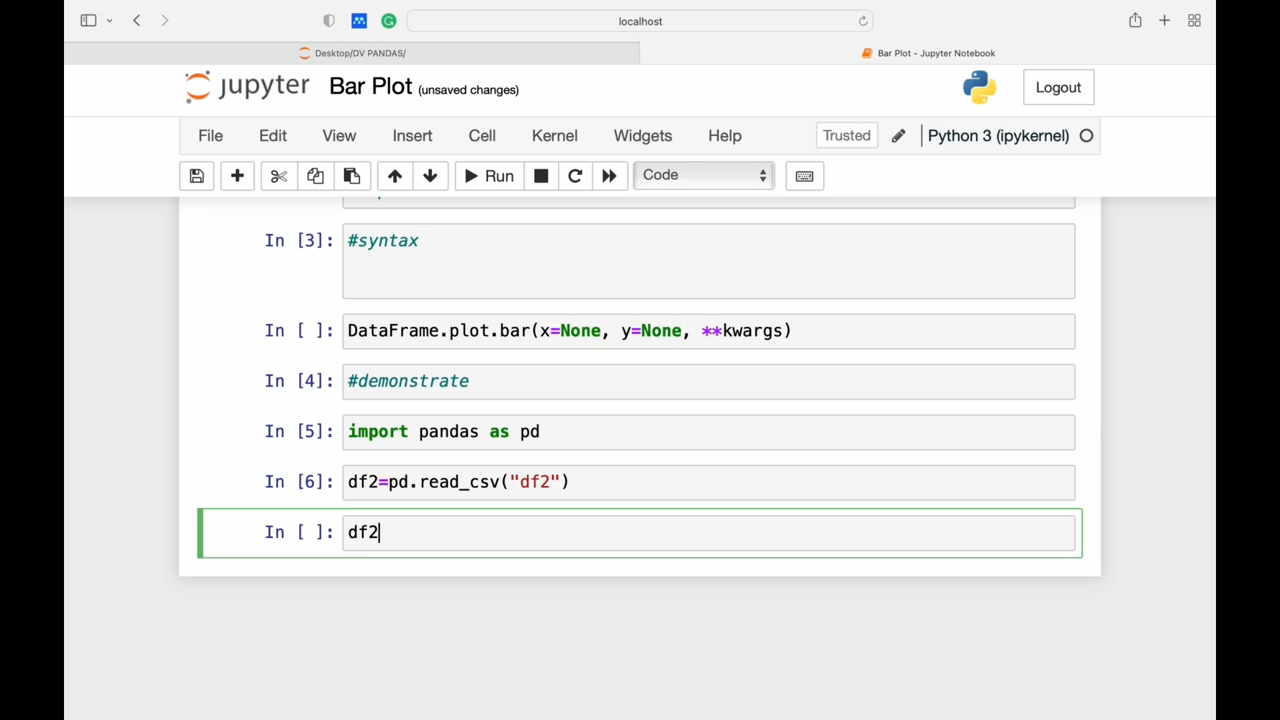 localhost
Desktop/DV PANDAS/
Bar Plot - Jupyter Notebook
jupyter Bar Plot (unsaved changes)
Logout
File Edit View Insert Cell Kernel Widgets Help Trusted Python 3 (ipykernel)
Run Code
In [3]: #syntax
In [ ]: DataFrame.plot.bar(x=None, y=None, **kwargs)
In [4]: #demonstrate
In [5]: import pandas as pd
In [6]: df2=pd.read_csv("df2")
In [ ]: df2